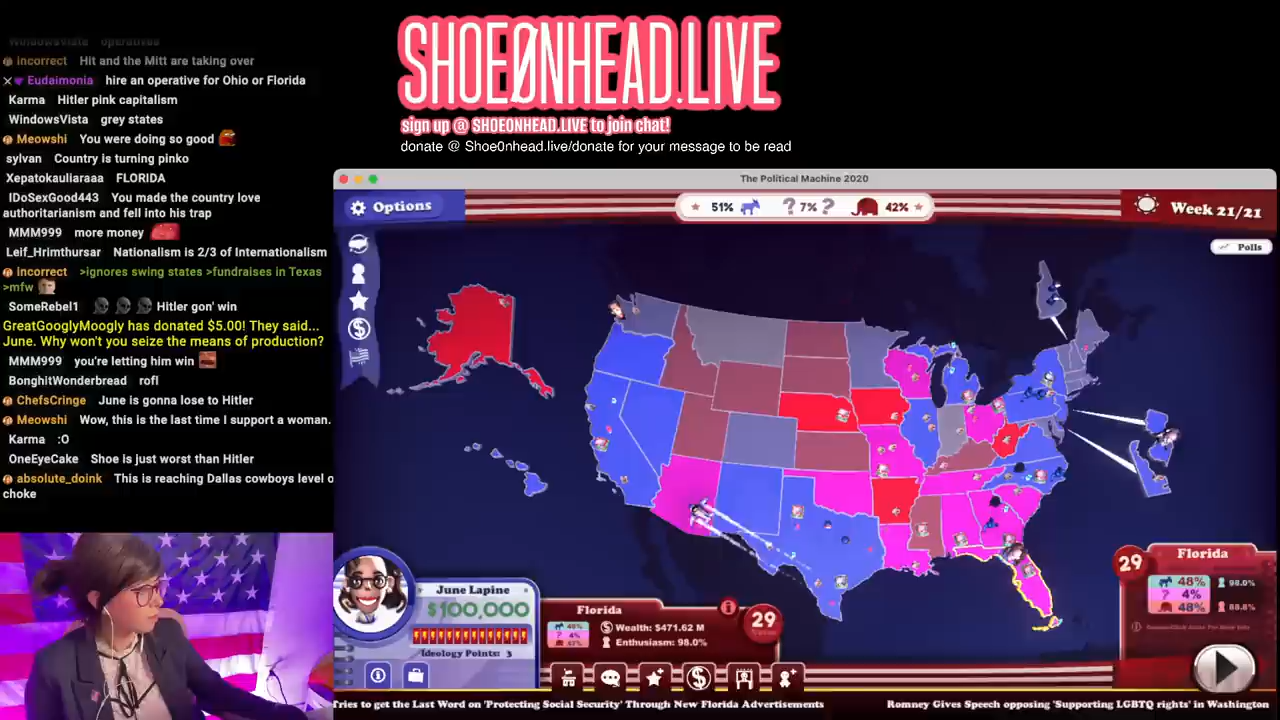 WindowsVista operativaa
incorrect Hit and the Mitt are taking over
Eudaimonia hire an operative for Ohio or Florida
Karma Hitler pink capitalism
WindowsVista grey states
Meowshi You were doing so good
sylvan Country is turning pinko
Xepatokauliaraaa FLORIDA
IDoSexGood443 You made the country love
authoritarianism and fell into his trap
MMM999 more money
Leif_Hrimthursar Nationalism is 2/3 of Internationalism
incorrect >ignores swing states >fundraises in Texas
>mfw
SomeRebel1 Hitler gon' win
GreatGooglyMoogly has donated $5.00! They said...
June. Why won't you seize the means of production?
MMM999 you're letting him win
BonghitWonderbread rofl
ChefsCringe June is gonna lose to Hitler
Meowshi Wow, this is the last time I support a woman.
Karma :O
OneEyeCake Shoe is just worst than Hitler
absolute_doink This is reaching Dallas cowboys level o
choke
SHOE0NHEAD.LIVE
sign up @ SHOE0NHEAD.LIVE to join chat!
donate @ Shoe0nhead.live/donate for your message to be read
The Political Machine 2020
Options
51% ? 7% ? 42%
Week 21/21
Polls
June Lapine
$100,000
Ideology Points: 3
Florida
48%
4%
47%
Wealth: $471.62 M
Enthusiasm: 98.0%
29
29
Florida
48% 98.0%
? 4%
48% 88.8%
Tries to get the Last Word on 'Protecting Social Security' Through New Florida Advertisements
Romney Gives Speech opposing 'Supporting LGBTQ rights' in Washington